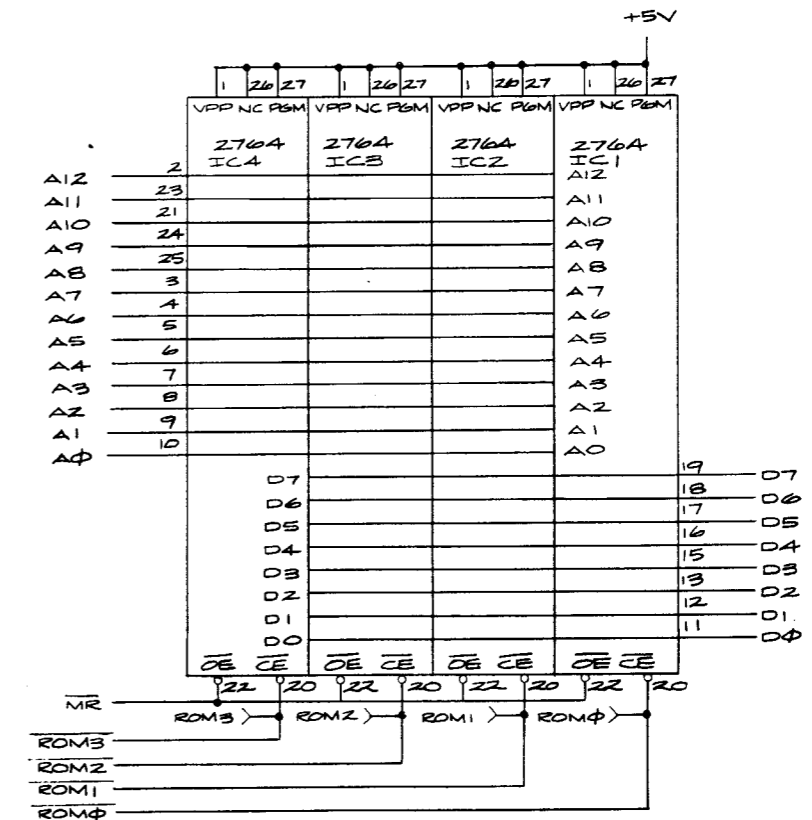 +5V
1 26 27 1 26 27 1 26 27 1 26 27
VPP NC PGM VPP NC PGM VPP NC PGM VPP NC PGM
2764 2764 2764 2764
IC4 IC3 IC2 IC1
A12 2 A12
A11 23 A11
A10 21 A10
A9 24 A9
A8 25 A8
A7 3 A7
A6 4 A6
A5 5 A5
A4 6 A4
A3 7 A3
A2 8 A2
A1 9 A1
AΦ 10 A0
D7 19 D7
D6 18 D6
D5 17 D5
D4 16 D4
D3 15 D3
D2 13 D2
D1 12 D1
D0 11 DΦ
OE CE OE CE OE CE OE CE
22 20 22 20 22 20 22 20
MR
ROM3 ROM2 ROM1 ROMΦ
ROM3
ROM2
ROM1
ROMΦ